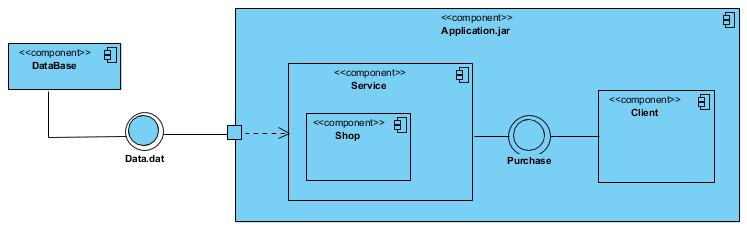 <<component>>
Application.jar
<<component>>
DataBase
Data.dat
<<component>>
Service
<<component>>
Shop
Purchase
<<component>>
Client